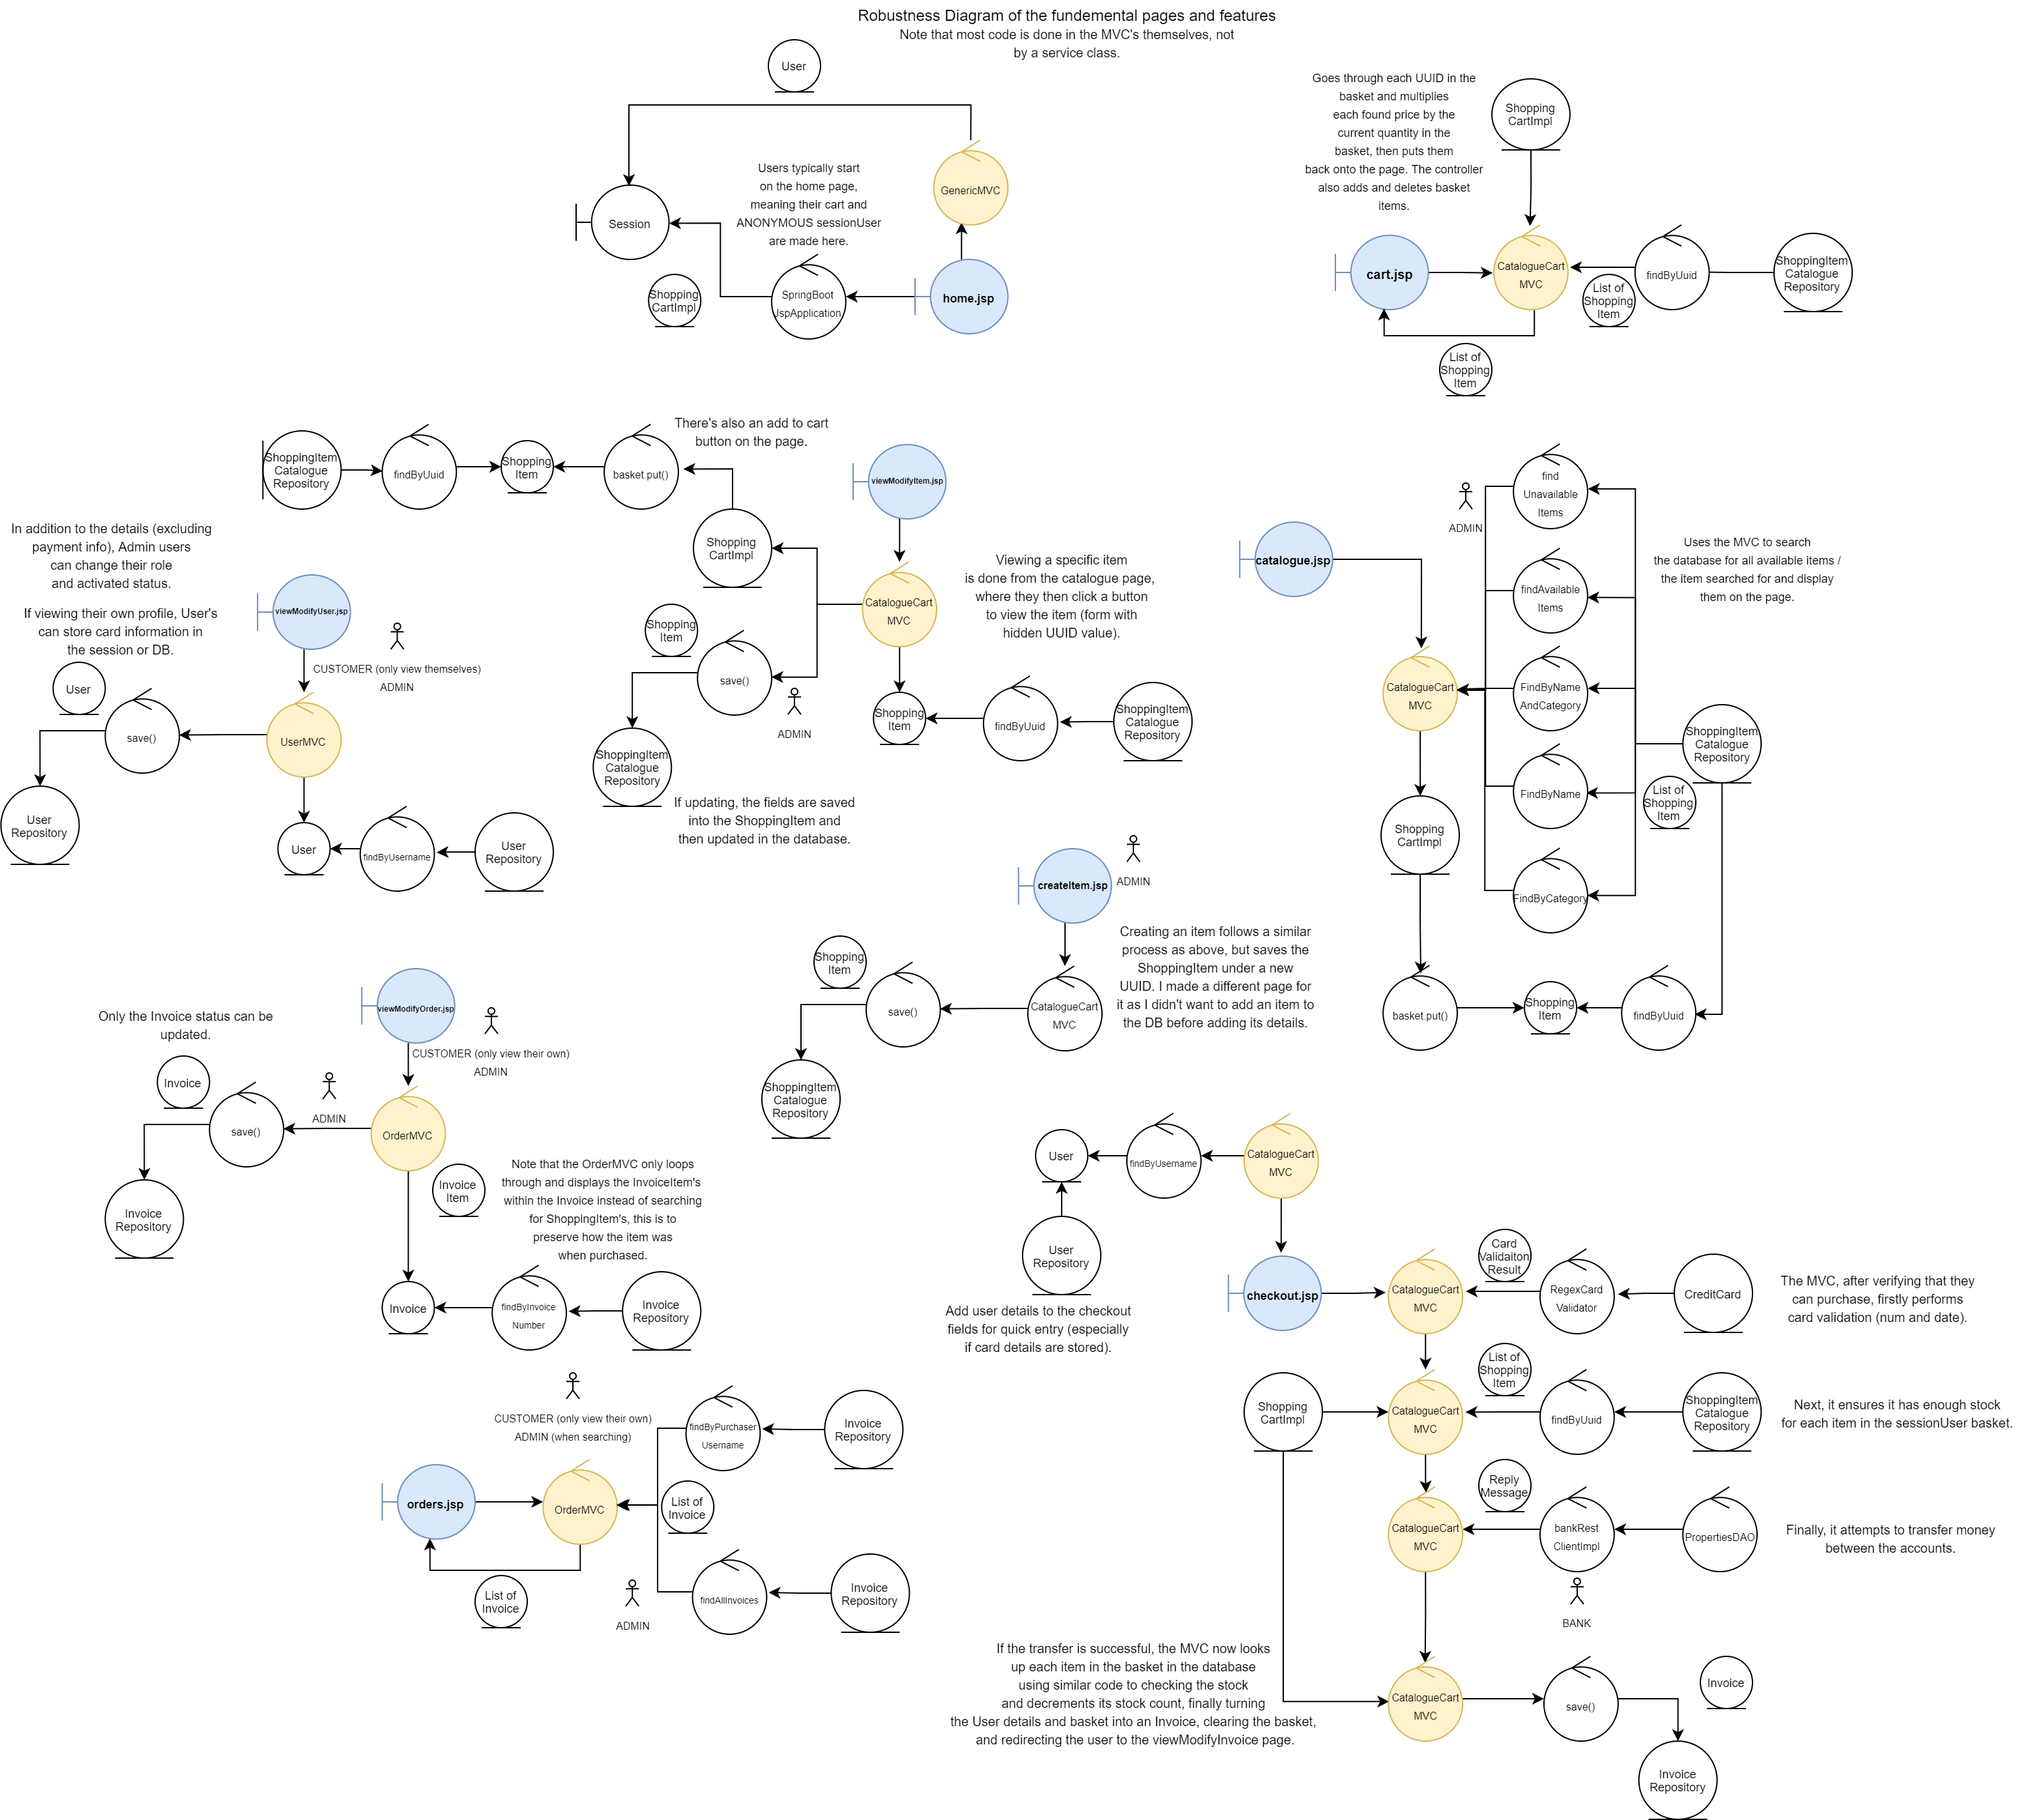 Robustness Diagram of the fundemental pages and features
Note that most code is done in the MVC's themselves, not
by a service class.
User
GenericMVC
Session
Users typically start
on the home page,
meaning their cart and
ANONYMOUS sessionUser
are made here.
Shopping
CartImpl
SpringBoot
JspApplication
home.jsp
Goes through each UUID in the
basket and multiplies
each found price by the
current quantity in the
basket, then puts them
back onto the page. The controller
also adds and deletes basket
items.
Shopping
CartImpl
cart.jsp
CatalogueCart
MVC
List of
Shopping
Item
findByUuid
ShoppingItem
Catalogue
Repository
List of
Shopping
Item
There's also an add to cart
button on the page.
ShoppingItem
Catalogue
Repository
findByUuid
Shopping
Item
basket.put()
viewModifyItem.jsp
Shopping
CartImpl
CatalogueCart
MVC
Viewing a specific item
is done from the catalogue page,
where they then click a button
to view the item (form with
hidden UUID value).
Shopping
Item
save()
ADMIN
ShoppingItem
Catalogue
Repository
Shopping
Item
findByUuid
ShoppingItem
Catalogue
Repository
If updating, the fields are saved
into the ShoppingItem and
then updated in the database.
In addition to the details (excluding
payment info), Admin users
can change their role
and activated status.
If viewing their own profile, User's
can store card information in
the session or DB.
viewModifyUser.jsp
CUSTOMER (only view themselves)
ADMIN
User
save()
UserMVC
User
Repository
User
findByUsername
User
Repository
catalogue.jsp
ADMIN
find
Unavailable
Items
findAvailable
Items
Uses the MVC to search
the database for all available items /
the item searched for and display
them on the page.
CatalogueCart
MVC
FindByName
AndCategory
FindByName
ShoppingItem
Catalogue
Repository
List of
Shopping
Item
Shopping
CartImpl
FindByCategory
basket.put()
Shopping
Item
findByUuid
createItem.jsp
ADMIN
Creating an item follows a similar
process as above, but saves the
ShoppingItem under a new
UUID. I made a different page for
it as I didn't want to add an item to
the DB before adding its details.
Shopping
Item
save()
CatalogueCart
MVC
ShoppingItem
Catalogue
Repository
Only the Invoice status can be
updated.
viewModifyOrder.jsp
CUSTOMER (only view their own)
ADMIN
Invoice
save()
ADMIN
OrderMVC
Invoice
Repository
Invoice
Item
Note that the OrderMVC only loops
through and displays the InvoiceItem's
within the Invoice instead of searching
for ShoppingItem's, this is to
preserve how the item was
when purchased.
Invoice
findByInvoice
Number
Invoice
Repository
CUSTOMER (only view their own)
ADMIN (when searching)
findByPurchaser
Username
Invoice
Repository
orders.jsp
OrderMVC
List of
Invoice
List of
Invoice
ADMIN
findAllInvoices
Invoice
Repository
User
findByUsername
CatalogueCart
MVC
User
Repository
Add user details to the checkout
fields for quick entry (especially
if card details are stored).
checkout.jsp
CatalogueCart
MVC
Card
Validaiton
Result
RegexCard
Validator
CreditCard
The MVC, after verifying that they
can purchase, firstly performs
card validation (num and date).
Shopping
CartImpl
CatalogueCart
MVC
List of
Shopping
Item
findByUuid
ShoppingItem
Catalogue
Repository
Next, it ensures it has enough stock
for each item in the sessionUser basket.
CatalogueCart
MVC
Reply
Message
bankRest
ClientImpl
PropertiesDAO
Finally, it attempts to transfer money
between the accounts.
BANK
If the transfer is successful, the MVC now looks
up each item in the basket in the database
using similar code to checking the stock
and decrements its stock count, finally turning
the User details and basket into an Invoice, clearing the basket,
and redirecting the user to the viewModifyInvoice page.
CatalogueCart
MVC
save()
Invoice
Invoice
Repository